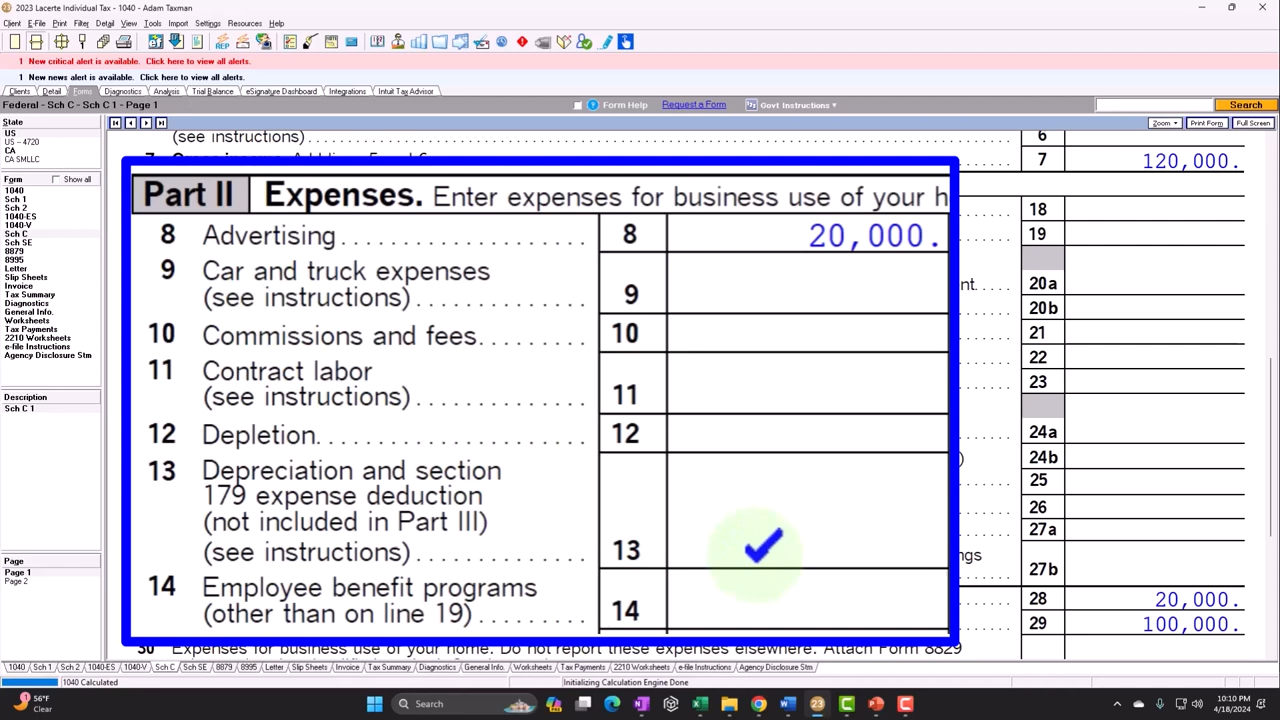 2023 Lacerte Individual Tax - 1040 - Adam Taxman
Client E-File Print Filter Detail View Tools Import Settings Resources Help
1 New critical alert is available. Click here to view all alerts.
1 New news alert is available. Click here to view all alerts.
Clients Detail Forms Diagnostics Analysis Trial Balance eSignature Dashboard Integrations Intuit Tax Advisor
Federal - Sch C - Sch C 1 - Page 1
Form Help Request a Form Govt Instructions Search
Zoom Print Form Full Screen
State
US
US - 4720
CA
CA SMLLC
Form Show all
1040
Sch 1
Sch 2
1040-ES
1040-V
Sch C
Sch SE
8879
8995
Letter
Slip Sheets
Invoice
Tax Summary
Diagnostics
General Info.
Worksheets
Tax Payments
2210 Worksheets
e-file Instructions
Agency Disclosure Stm
Description
Sch C 1
Page
Page 1
Page 2
(see instructions) 6
7 120,000.
Part II Expenses. Enter expenses for business use of your h
8 Advertising 8 20,000.
9 Car and truck expenses
(see instructions) 9
10 Commissions and fees 10
11 Contract labor
(see instructions) 11
12 Depletion 12
13 Depreciation and section
179 expense deduction
(not included in Part III)
(see instructions) 13
14 Employee benefit programs
(other than on line 19) 14
18
19
20a
20b
21
22
23
24a
24b
25
26
27a
27b
28 20,000.
29 100,000.
30 Expenses for business use of your home. Do not report these expenses elsewhere. Attach Form 8829
1040 Sch 1 Sch 2 1040-ES 1040-V Sch C Sch SE 8879 8995 Letter Slip Sheets Invoice Tax Summary Diagnostics General Info. Worksheets Tax Payments 2210 Worksheets e-file Instructions Agency Disclosure Stm
1040 Calculated Initializing Calculation Engine Done
56°F
Clear
Search
10:10 PM
4/18/2024